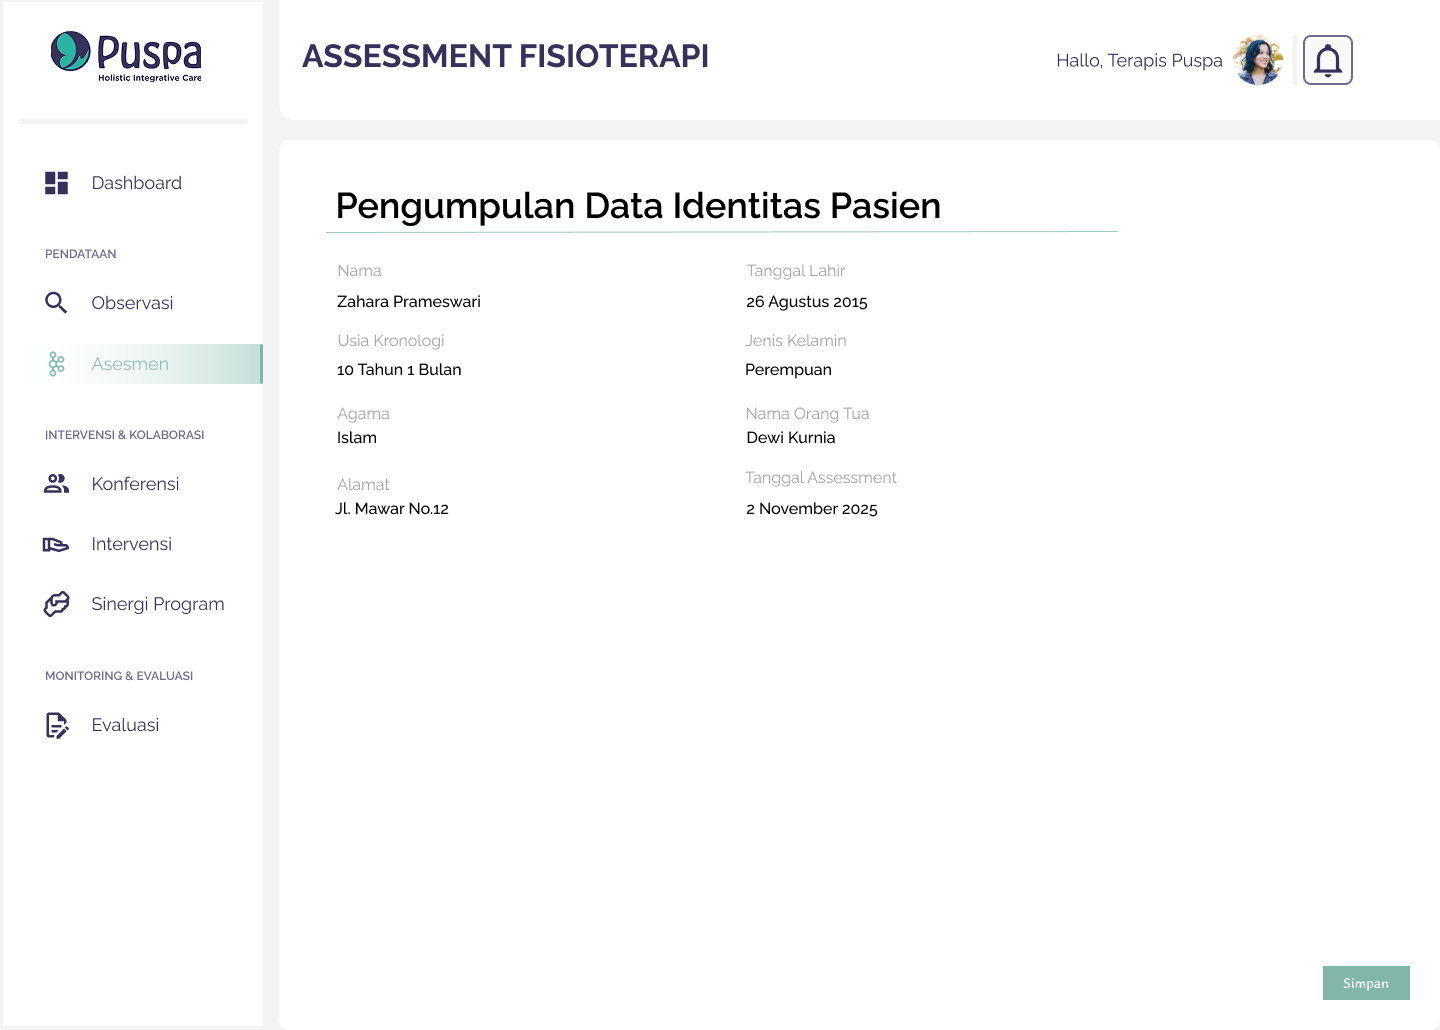 Puspa
Holistic Integrative Care
ASSESSMENT FISIOTERAPI
Hallo, Terapis Puspa
Dashboard
PENDATAAN
Observasi
Asesmen
INTERVENSI & KOLABORASI
Konferensi
Intervensi
Sinergi Program
MONITORING & EVALUASI
Evaluasi
Pengumpulan Data Identitas Pasien
Nama
Zahara Prameswari
Tanggal Lahir
26 Agustus 2015
Usia Kronologi
10 Tahun 1 Bulan
Jenis Kelamin
Perempuan
Agama
Islam
Nama Orang Tua
Dewi Kurnia
Alamat
Jl. Mawar No.12
Tanggal Assessment
2 November 2025
Simpan